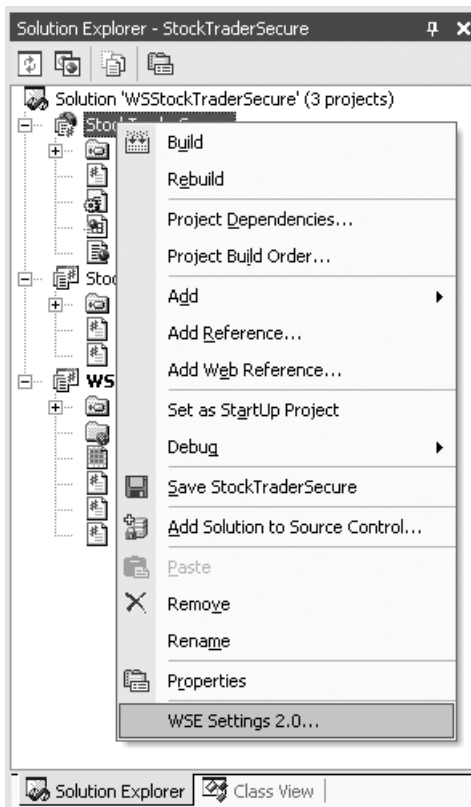 Solution Explorer - StockTraderSecure
Solution 'WSStockTraderSecure' (3 projects)
Build
Rebuild
Project Dependencies...
Project Build Order...
Stoc
Add
Add Reference...
Add Web Reference...
WS
Set as StartUp Project
Debug
Save StockTraderSecure
Add Solution to Source Control...
Paste
Remove
Rename
Properties
WSE Settings 2.0...
Solution Explorer
Class View